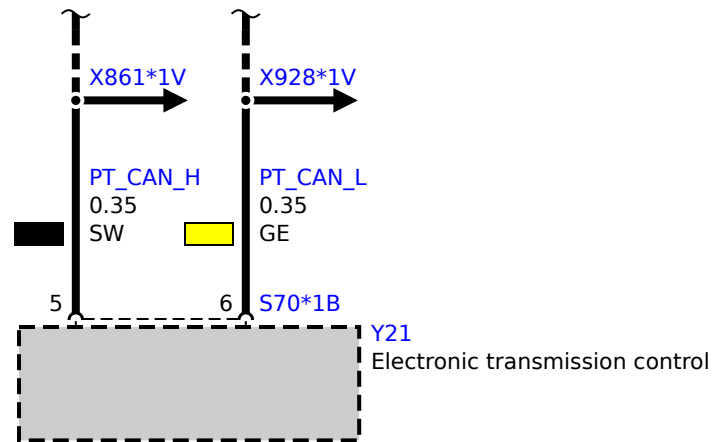 X861*1V X928*1V
PT_CAN_H PT_CAN_L
0.35 0.35
SW GE
5 6 S70*1B
Y21
Electronic transmission control